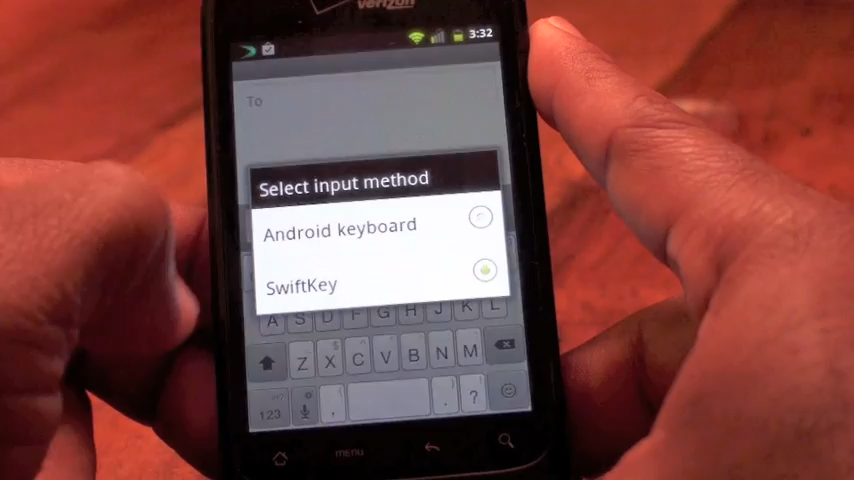 verizon
3:32
To
Select input method
Android keyboard
SwiftKey
A S D F G H J K L
Z X C V B N M
123 , . ?
menu